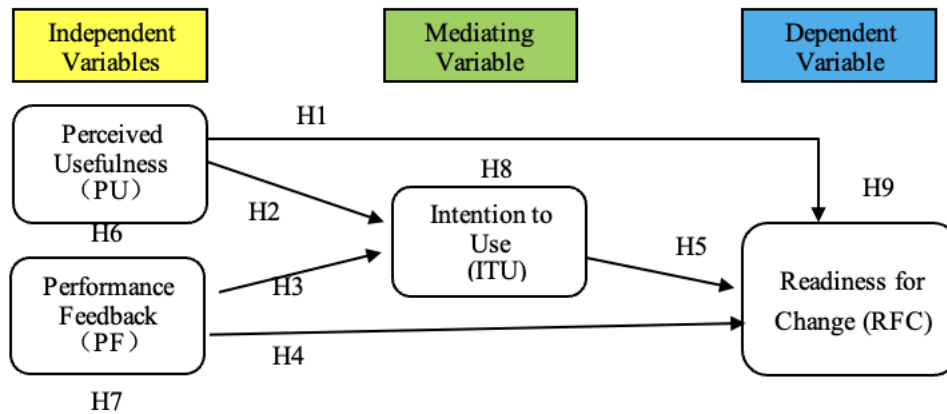 Independent
Variables
Mediating
Variable
Dependent
Variable
H1
Perceived
Usefulness
（PU）
H8
H9
H2
Intention to
Use
(ITU)
H6
H5
Performance
Feedback
（PF）
H3
Readiness for
Change (RFC)
H4
H7